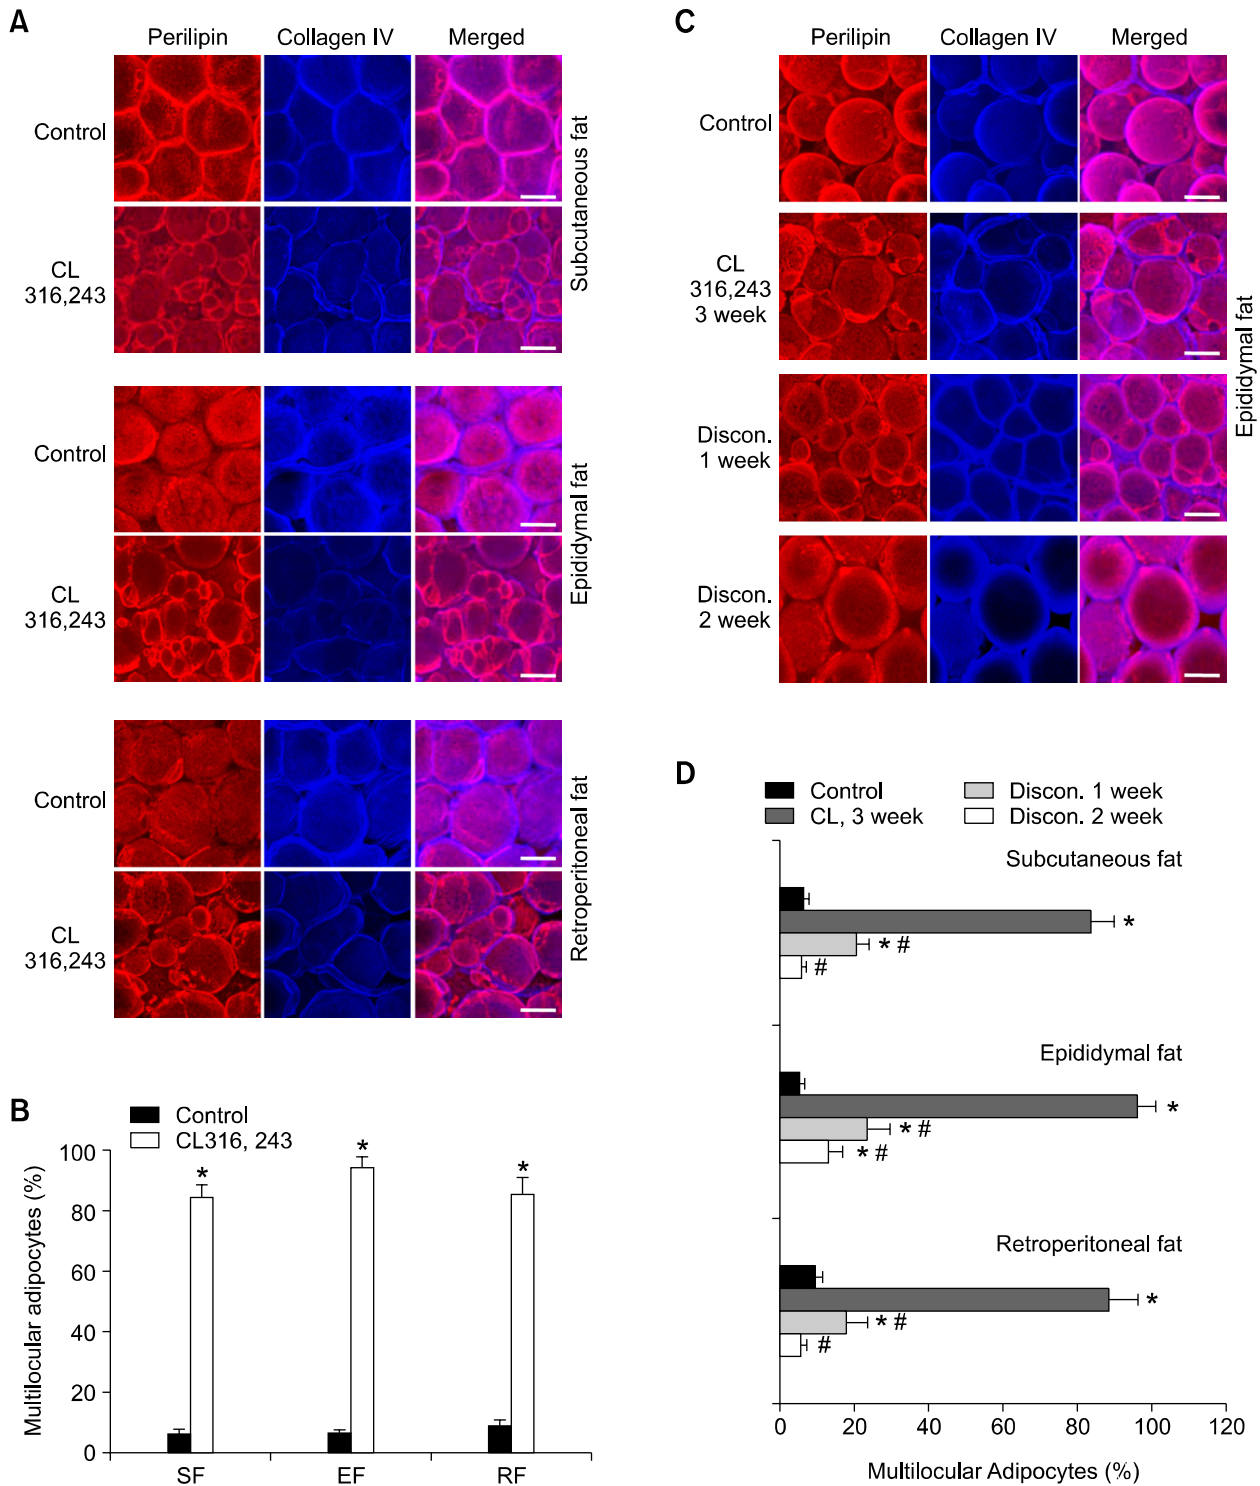 A
Perilipin Collagen IV Merged
Control
CL
316,243
Subcutaneous fat
Control
CL
316,243
Epididymal fat
Control
CL
316,243
Retroperitoneal fat
B
Control
CL316, 243
Multilocular adipocytes (%)
100
80
60
40
20
0
* * *
SF EF RF
C
Perilipin Collagen IV Merged
Control
CL
316,243
3 week
Discon.
1 week
Discon.
2 week
Epididymal fat
D
Control Discon. 1 week
CL, 3 week Discon. 2 week
Subcutaneous fat
*
* #
#
Epididymal fat
*
* #
* #
Retroperitoneal fat
*
* #
#
0 20 40 60 80 100 120
Multilocular Adipocytes (%)